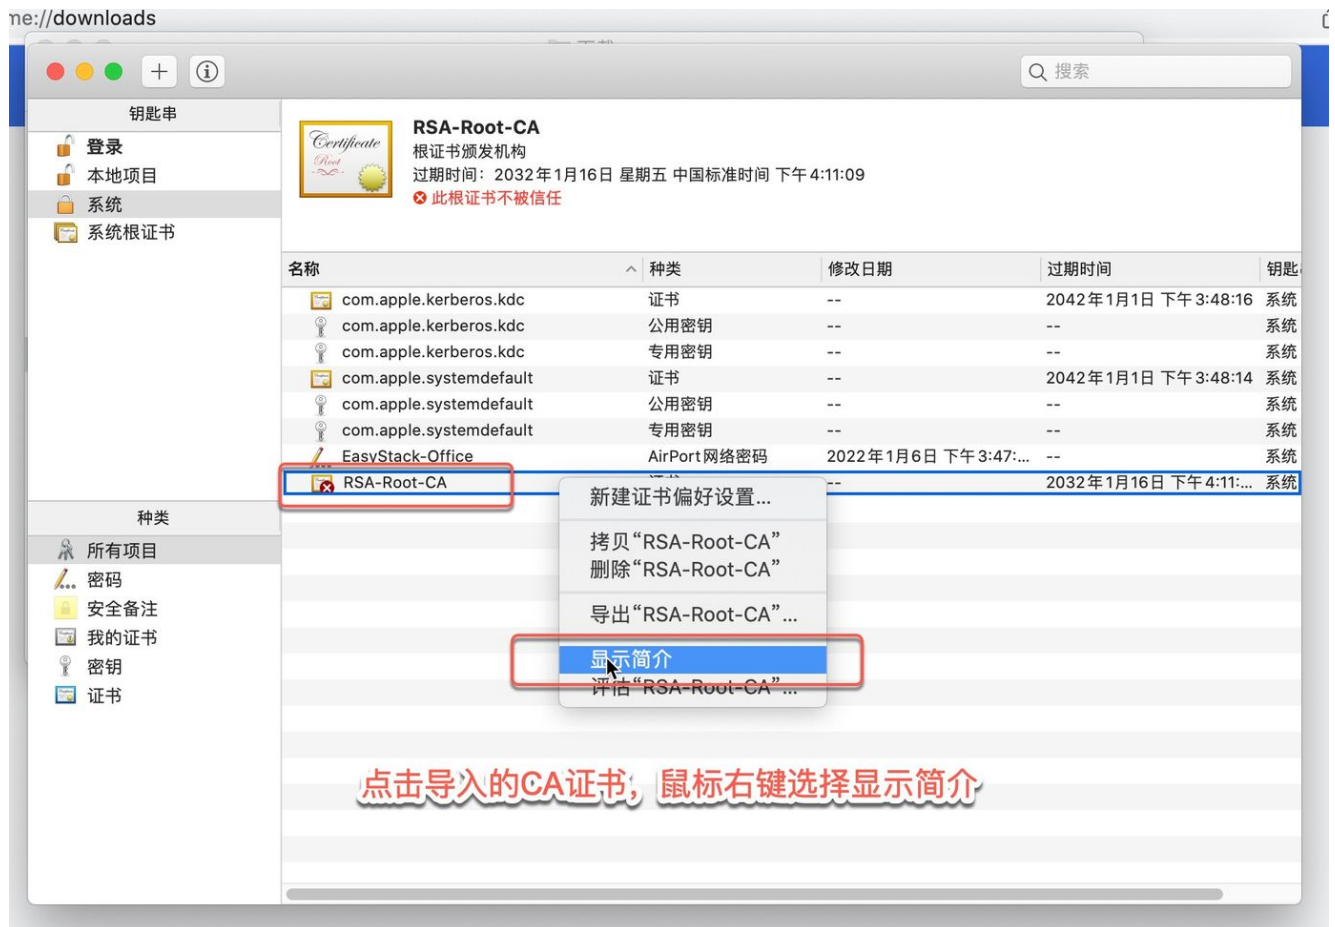 me://downloads
下载
搜索
钥匙串
登录
本地项目
系统
系统根证书
Certificate
Root
RSA-Root-CA
根证书颁发机构
过期时间：2032年1月16日 星期五 中国标准时间 下午4:11:09
此根证书不被信任
名称 种类 修改日期 过期时间 钥匙
com.apple.kerberos.kdc 证书 -- 2042年1月1日 下午3:48:16 系统
com.apple.kerberos.kdc 公用密钥 -- -- 系统
com.apple.kerberos.kdc 专用密钥 -- -- 系统
com.apple.systemdefault 证书 -- 2042年1月1日 下午3:48:14 系统
com.apple.systemdefault 公用密钥 -- -- 系统
com.apple.systemdefault 专用密钥 -- -- 系统
EasyStack-Office AirPort网络密码 2022年1月6日 下午3:47:... -- 系统
RSA-Root-CA -- 2032年1月16日 下午4:11:... 系统
新建证书偏好设置...
拷贝“RSA-Root-CA”
删除“RSA-Root-CA”
导出“RSA-Root-CA”...
显示简介
评估“RSA-Root-CA”...
种类
所有项目
密码
安全备注
我的证书
密钥
证书
点击导入的CA证书，鼠标右键选择显示简介